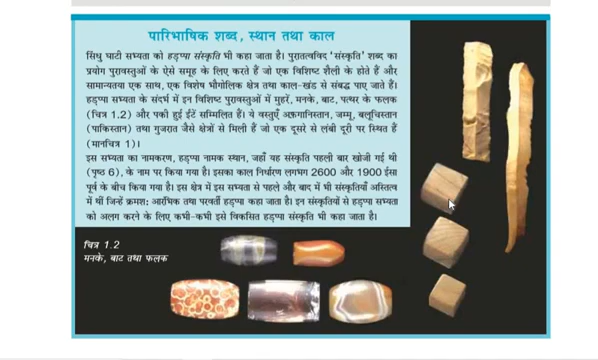 पारिभाषिक शब्द, स्थान तथा काल
सिंधु घाटी सभ्यता को हड़प्पा संस्कृति भी कहा जाता है। पुरातत्वविद 'संस्कृति' शब्द का
प्रयोग पुरावस्तुओं के ऐसे समूह के लिए करते हैं जो एक विशिष्ट शैली के होते हैं और
सामान्यतया एक साथ, एक विशेष भौगोलिक क्षेत्र तथा काल-खंड से संबद्ध पाए जाते हैं।
हड़प्पा सभ्यता के संदर्भ में इन विशिष्ट पुरावस्तुओं में मुहरें, मनके, बाट, पत्थर के फलक
(चित्र 1.2) और पकी हुई ईंटें सम्मिलित हैं। ये वस्तुएँ अफ़गानिस्तान, जम्मू, बलूचिस्तान
(पाकिस्तान) तथा गुजरात जैसे क्षेत्रों से मिली हैं जो एक दूसरे से लंबी दूरी पर स्थित हैं
(मानचित्र 1)।
इस सभ्यता का नामकरण, हड़प्पा नामक स्थान, जहाँ यह संस्कृति पहली बार खोजी गई थी
(पृष्ठ 6), के नाम पर किया गया है। इसका काल निर्धारण लगभग 2600 और 1900 ईसा
पूर्व के बीच किया गया है। इस क्षेत्र में इस सभ्यता से पहले और बाद में भी संस्कृतियाँ अस्तित्व
में थीं जिन्हें क्रमश: आरंभिक तथा परवर्ती हड़प्पा कहा जाता है। इन संस्कृतियों से हड़प्पा सभ्यता
को अलग करने के लिए कभी-कभी इसे विकसित हड़प्पा संस्कृति भी कहा जाता है।
चित्र 1.2
मनके, बाट तथा फलक